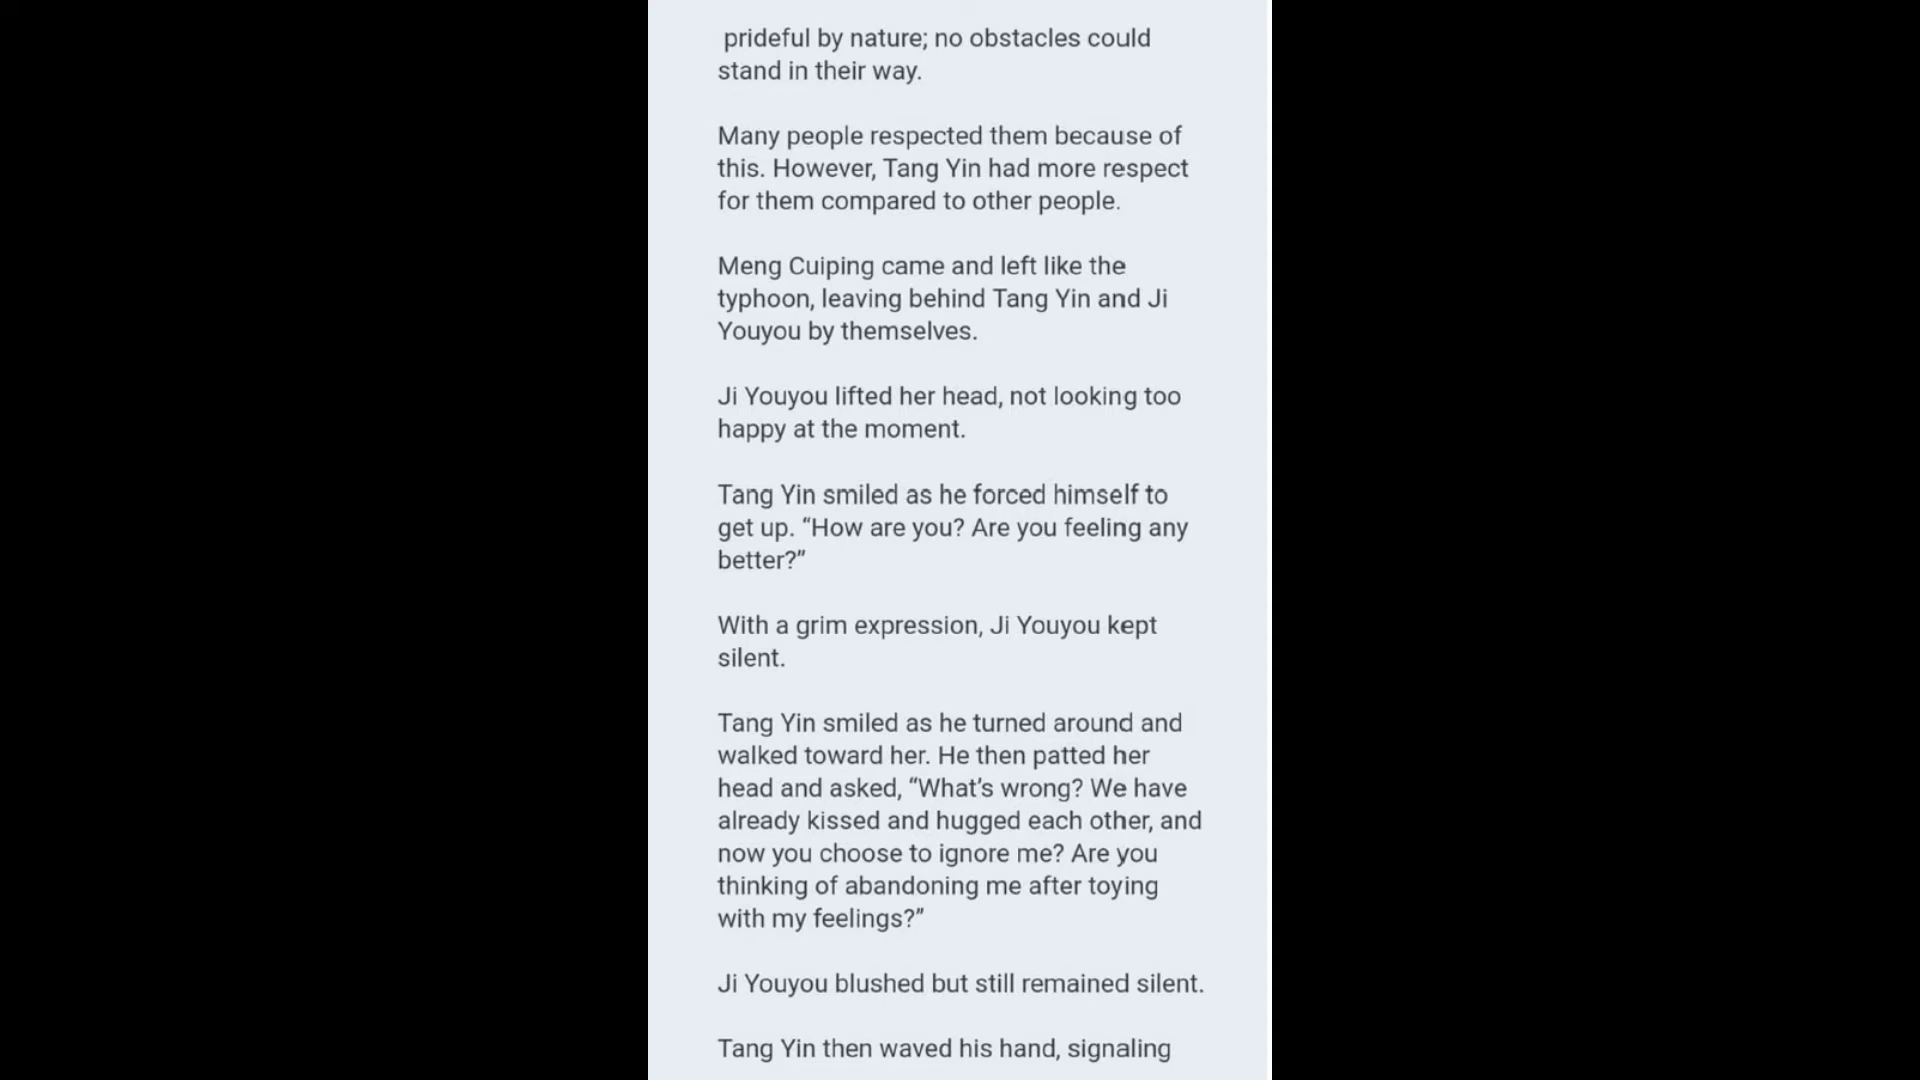 prideful by nature; no obstacles could
stand in their way.
Many people respected them because of
this. However, Tang Yin had more respect
for them compared to other people.
Meng Cuiping came and left like the
typhoon, leaving behind Tang Yin and Ji
Youyou by themselves.
Ji Youyou lifted her head, not looking too
happy at the moment.
Tang Yin smiled as he forced himself to
get up. “How are you? Are you feeling any
better?”
With a grim expression, Ji Youyou kept
silent.
Tang Yin smiled as he turned around and
walked toward her. He then patted her
head and asked, “What’s wrong? We have
already kissed and hugged each other, and
now you choose to ignore me? Are you
thinking of abandoning me after toying
with my feelings?”
Ji Youyou blushed but still remained silent.
Tang Yin then waved his hand, signaling